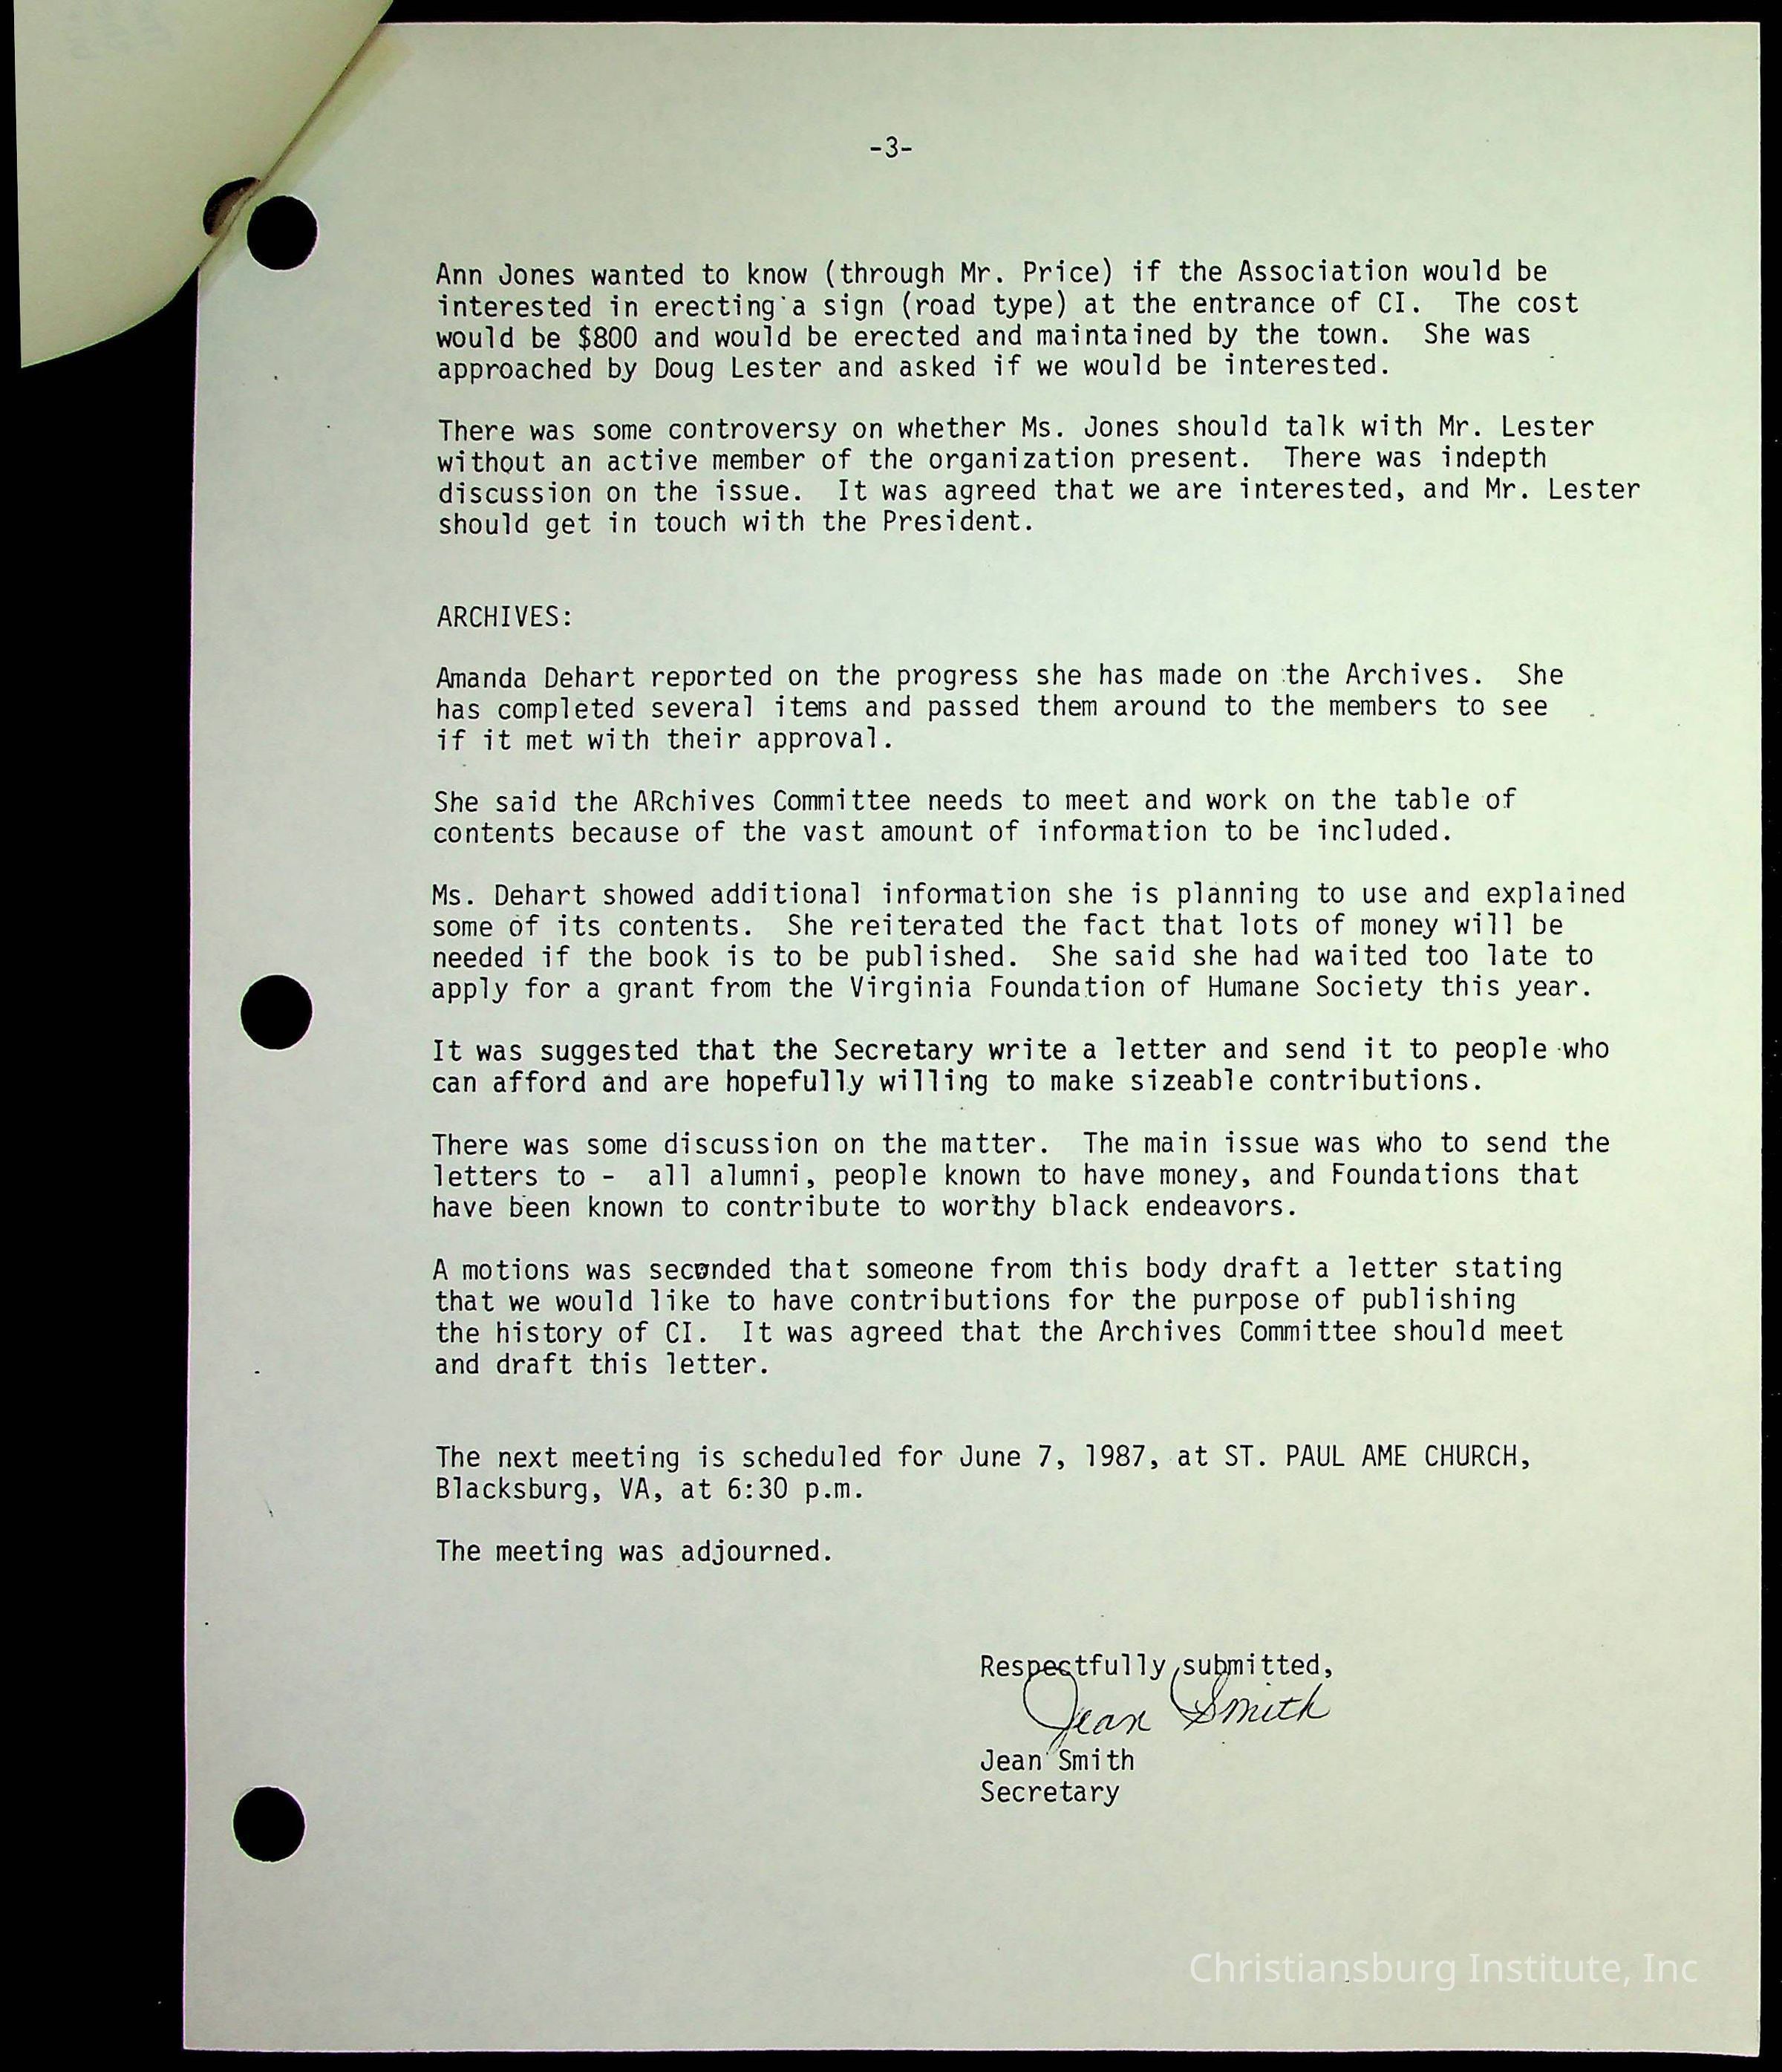 -3-
Ann Jones wanted to know (through Mr. Price) if the Association would be
interested in erecting a sign (road type) at the entrance of CI.  The cost
would be $800 and would be erected and maintained by the town.  She was
approached by Doug Lester and asked if we would be interested.
There was some controversy on whether Ms. Jones should talk with Mr. Lester
without an active member of the organization present.  There was indepth
discussion on the issue.  It was agreed that we are interested, and Mr. Lester
should get in touch with the President.
ARCHIVES:
Amanda Dehart reported on the progress she has made on the Archives.  She
has completed several items and passed them around to the members to see
if it met with their approval.
She said the ARchives Committee needs to meet and work on the table of
contents because of the vast amount of information to be included.
Ms. Dehart showed additional information she is planning to use and explained
some of its contents.  She reiterated the fact that lots of money will be
needed if the book is to be published.  She said she had waited too late to
apply for a grant from the Virginia Foundation of Humane Society this year.
It was suggested that the Secretary write a letter and send it to people who
can afford and are hopefully willing to make sizeable contributions.
There was some discussion on the matter.  The main issue was who to send the
letters to -  all alumni, people known to have money, and Foundations that
have been known to contribute to worthy black endeavors.
A motions was seconded that someone from this body draft a letter stating
that we would like to have contributions for the purpose of publishing
the history of CI.  It was agreed that the Archives Committee should meet
and draft this letter.
The next meeting is scheduled for June 7, 1987, at ST. PAUL AME CHURCH,
Blacksburg, VA, at 6:30 p.m.
The meeting was adjourned.
Respectfully submitted,
Jean Smith
Jean Smith
Secretary
Christiansburg Institute, Inc